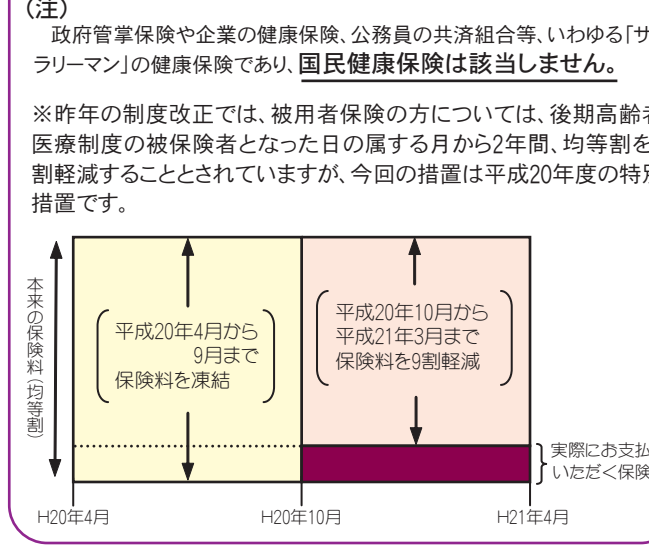 (注)
政府管掌保険や企業の健康保険、公務員の共済組合等、いわゆる「サ
ラリーマン」の健康保険であり、国民健康保険は該当しません。
※昨年の制度改正では、被用者保険の方については、後期高齢者
医療制度の被保険者となった日の属する月から2年間、均等割を
割軽減することとされていますが、今回の措置は平成20年度の特別
措置です。
本来の保険料(均等割)
平成20年4月から
9月まで
保険料を凍結
平成20年10月から
平成21年3月まで
保険料を9割軽減
実際にお支払
いただく保険
H20年4月
H20年10月
H21年4月